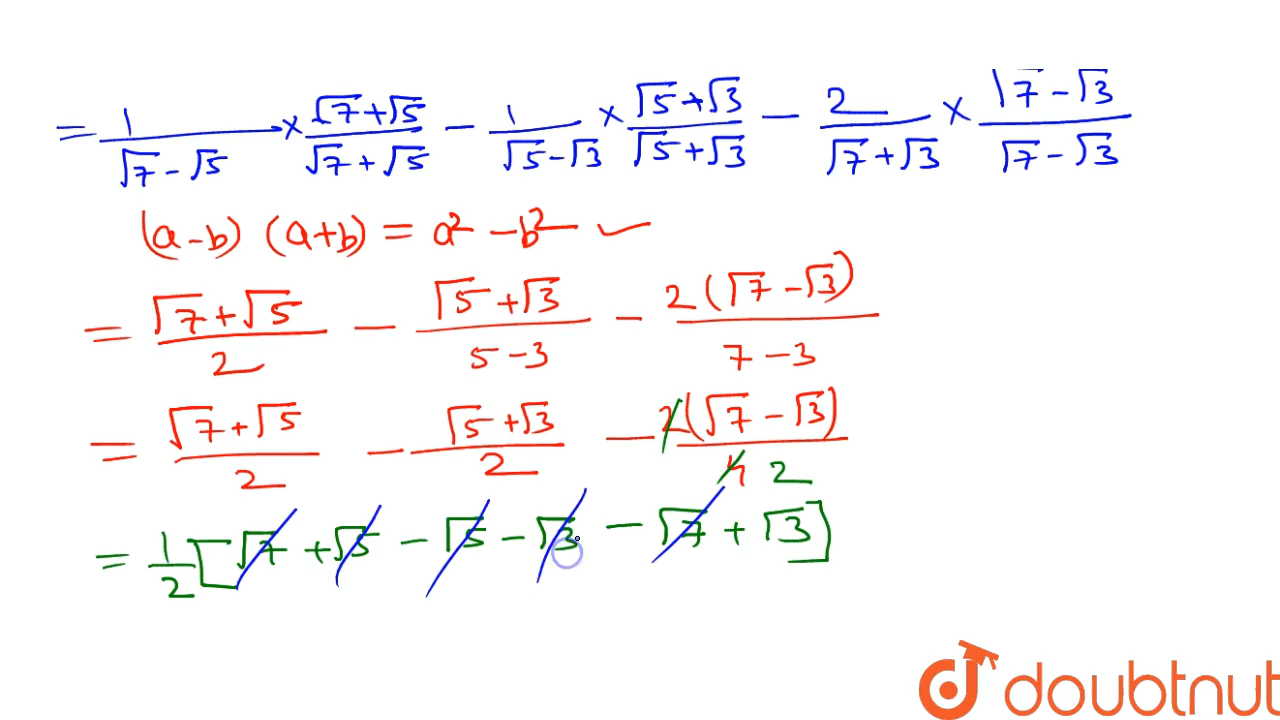 = 1/(√7 - √5) × (√7 + √5)/(√7 + √5) - 1/(√5 - √3) × (√5 + √3)/(√5 + √3) - 2/(√7 + √3) × (√7 - √3)/(√7 - √3)
(a - b) (a + b) = a² - b² ✓
= (√7 + √5)/2 - (√5 + √3)/(5 - 3) - 2(√7 - √3)/(7 - 3)
= (√7 + √5)/2 - (√5 + √3)/2 - 2(√7 - √3)/4 2
= 1/2 [√7 + √5 - √5 - √3 - √7 + √3]
doubtnut